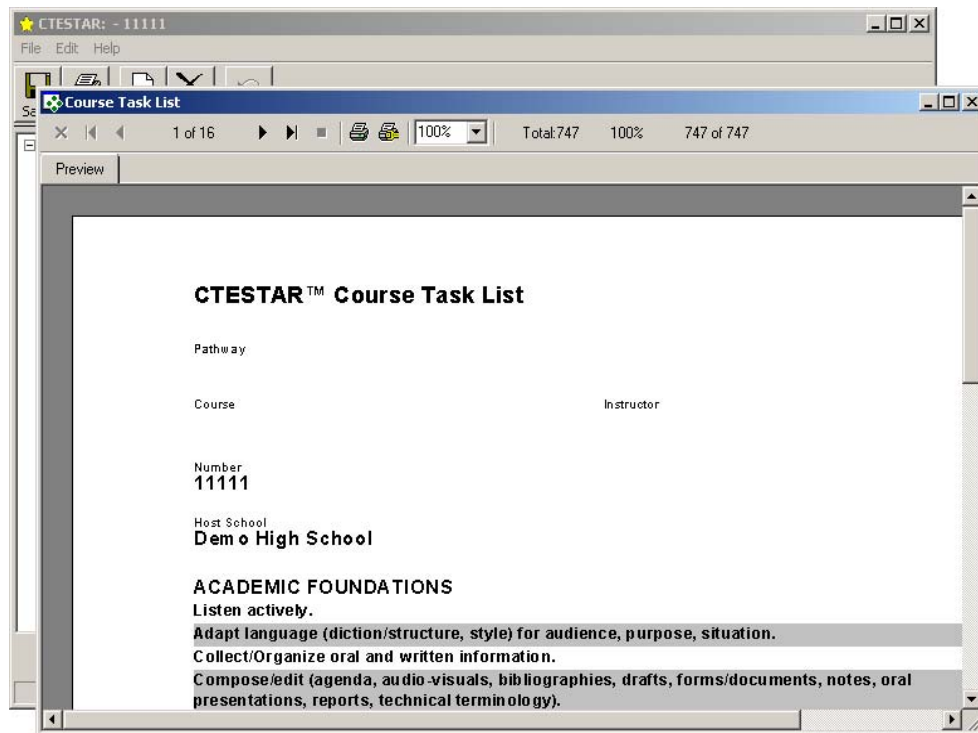 CTESTAR: - 11111
File Edit Help
Course Task List
1 of 16 100% Total:747 100% 747 of 747
Preview
CTESTAR™ Course Task List
Pathway
Course Instructor
Number
11111
Host School
Demo High School
ACADEMIC FOUNDATIONS
Listen actively.
Adapt language (diction/structure, style) for audience, purpose, situation.
Collect/Organize oral and written information.
Compose/edit (agenda, audio-visuals, bibliographies, drafts, forms/documents, notes, oral
presentations, reports, technical terminology).